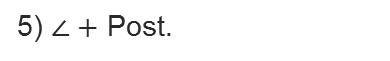 5) ∠ + Post.